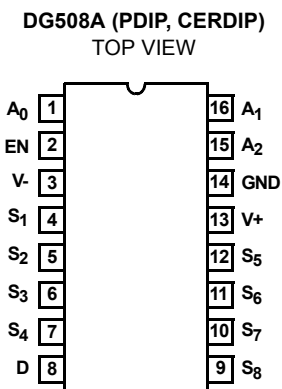 DG508A (PDIP, CERDIP)
TOP VIEW
A0 1 16 A1
EN 2 15 A2
V- 3 14 GND
S1 4 13 V+
S2 5 12 S5
S3 6 11 S6
S4 7 10 S7
D 8 9 S8